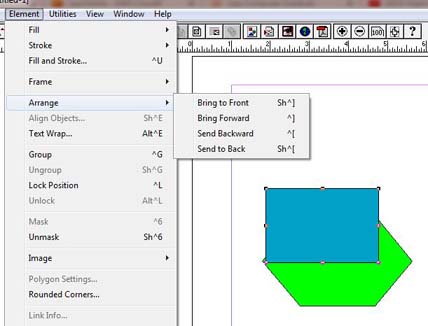 Element Utilities View Window Help
Fill
Stroke
Fill and Stroke... ^U
Frame
Arrange
Align Objects... Sh^E
Text Wrap... Alt^E
Group ^G
Ungroup Sh^G
Lock Position ^L
Unlock Alt^L
Mask ^6
Unmask Sh^6
Image
Polygon Settings...
Rounded Corners...
Link Info...
Bring to Front Sh^]
Bring Forward ^]
Send Backward ^[
Send to Back Sh^[
100
0 1 2 3 4 5 6